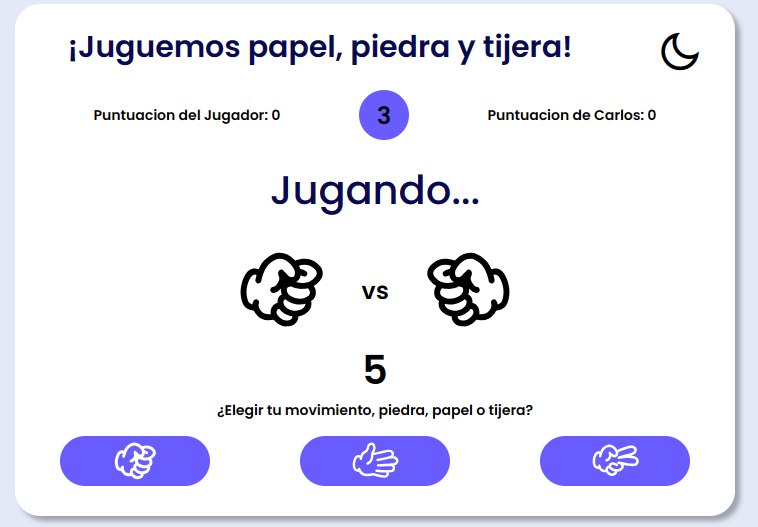 ¡Juguemos papel, piedra y tijera!
Puntuacion del Jugador: 0
3
Puntuacion de Carlos: 0
Jugando...
vs
5
¿Elegir tu movimiento, piedra, papel o tijera?